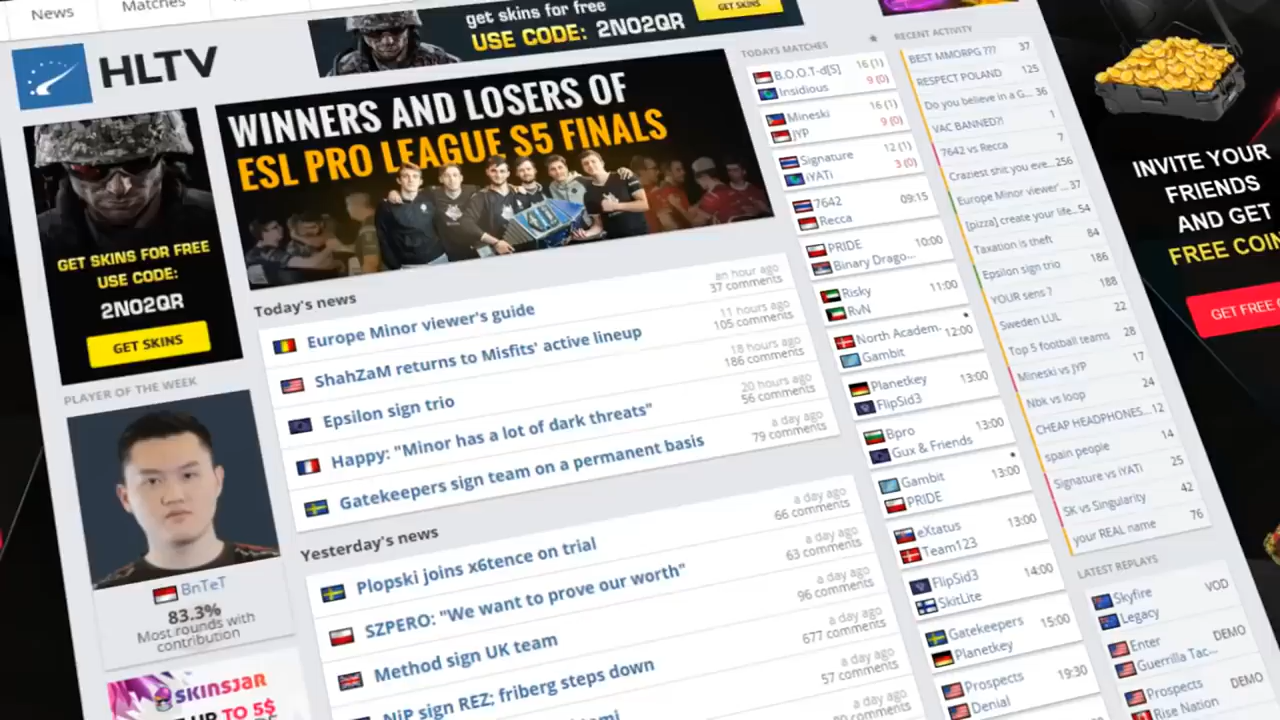 News
Matches
HLTV
get skins for free
USE CODE: 2NO2QR
GET SKINS
GET SKINS FOR FREE
USE CODE:
2NO2QR
GET SKINS
PLAYER OF THE WEEK
BnTeT
83.3%
Most rounds with
contribution
SKINSJAR
UP TO 5$
WINNERS AND LOSERS OF
ESL PRO LEAGUE S5 FINALS
Today's news
Europe Minor viewer's guide
an hour ago
37 comments
ShahZaM returns to Misfits' active lineup
11 hours ago
105 comments
Epsilon sign trio
18 hours ago
186 comments
Happy: "Minor has a lot of dark threats"
20 hours ago
56 comments
Gatekeepers sign team on a permanent basis
a day ago
79 comments
Yesterday's news
Plopski joins x6tence on trial
a day ago
66 comments
SZPERO: "We want to prove our worth"
a day ago
63 comments
Method sign UK team
a day ago
96 comments
NiP sign REZ; friberg steps down
a day ago
677 comments
a day ago
57 comments
a day ago
TODAYS MATCHES
B.O.O.T-d[S] 16 (1)
Insidious 9 (0)
Mineski 16 (1)
JYP 9 (0)
Signature 12 (1)
iYATi 3 (0)
7642 09:15
Recca
PRIDE 10:00
Binary Drago...
Risky 11:00
RvN
North Academ. 12:00
Gambit
Planetkey 13:00
FlipSid3
Bpro 13:00
Gux & Friends
Gambit 13:00
PRIDE
eXtatus 13:00
Team123
FlipSid3 14:00
SkitLite
Gatekeepers 15:00
Planetkey
Prospects 19:30
Denial
RECENT ACTIVITY
BEST MMORPG ??? 37
RESPECT POLAND 125
Do you believe in a G... 36
VAC BANNED?! 1
7642 vs Recca 7
Craziest shit you eve... 256
Europe Minor viewer'... 37
[pizza] create your life... 54
Taxation is theft 84
Epsilon sign trio 186
YOUR sens ? 188
Sweden LUL 22
Top 5 football teams 28
Mineski vs JYP 17
Nbk vs loop 24
CHEAP HEADPHONES... 12
spain people 14
Signature vs iYATi 25
SK vs Singularity 42
your REAL name 76
LATEST REPLAYS
Skyfire VOD
Legacy
Enter DEMO
Guerrilla Tac...
Prospects DEMO
Rise Nation
INVITE YOUR
FRIENDS
AND GET
FREE COIN
GET FREE